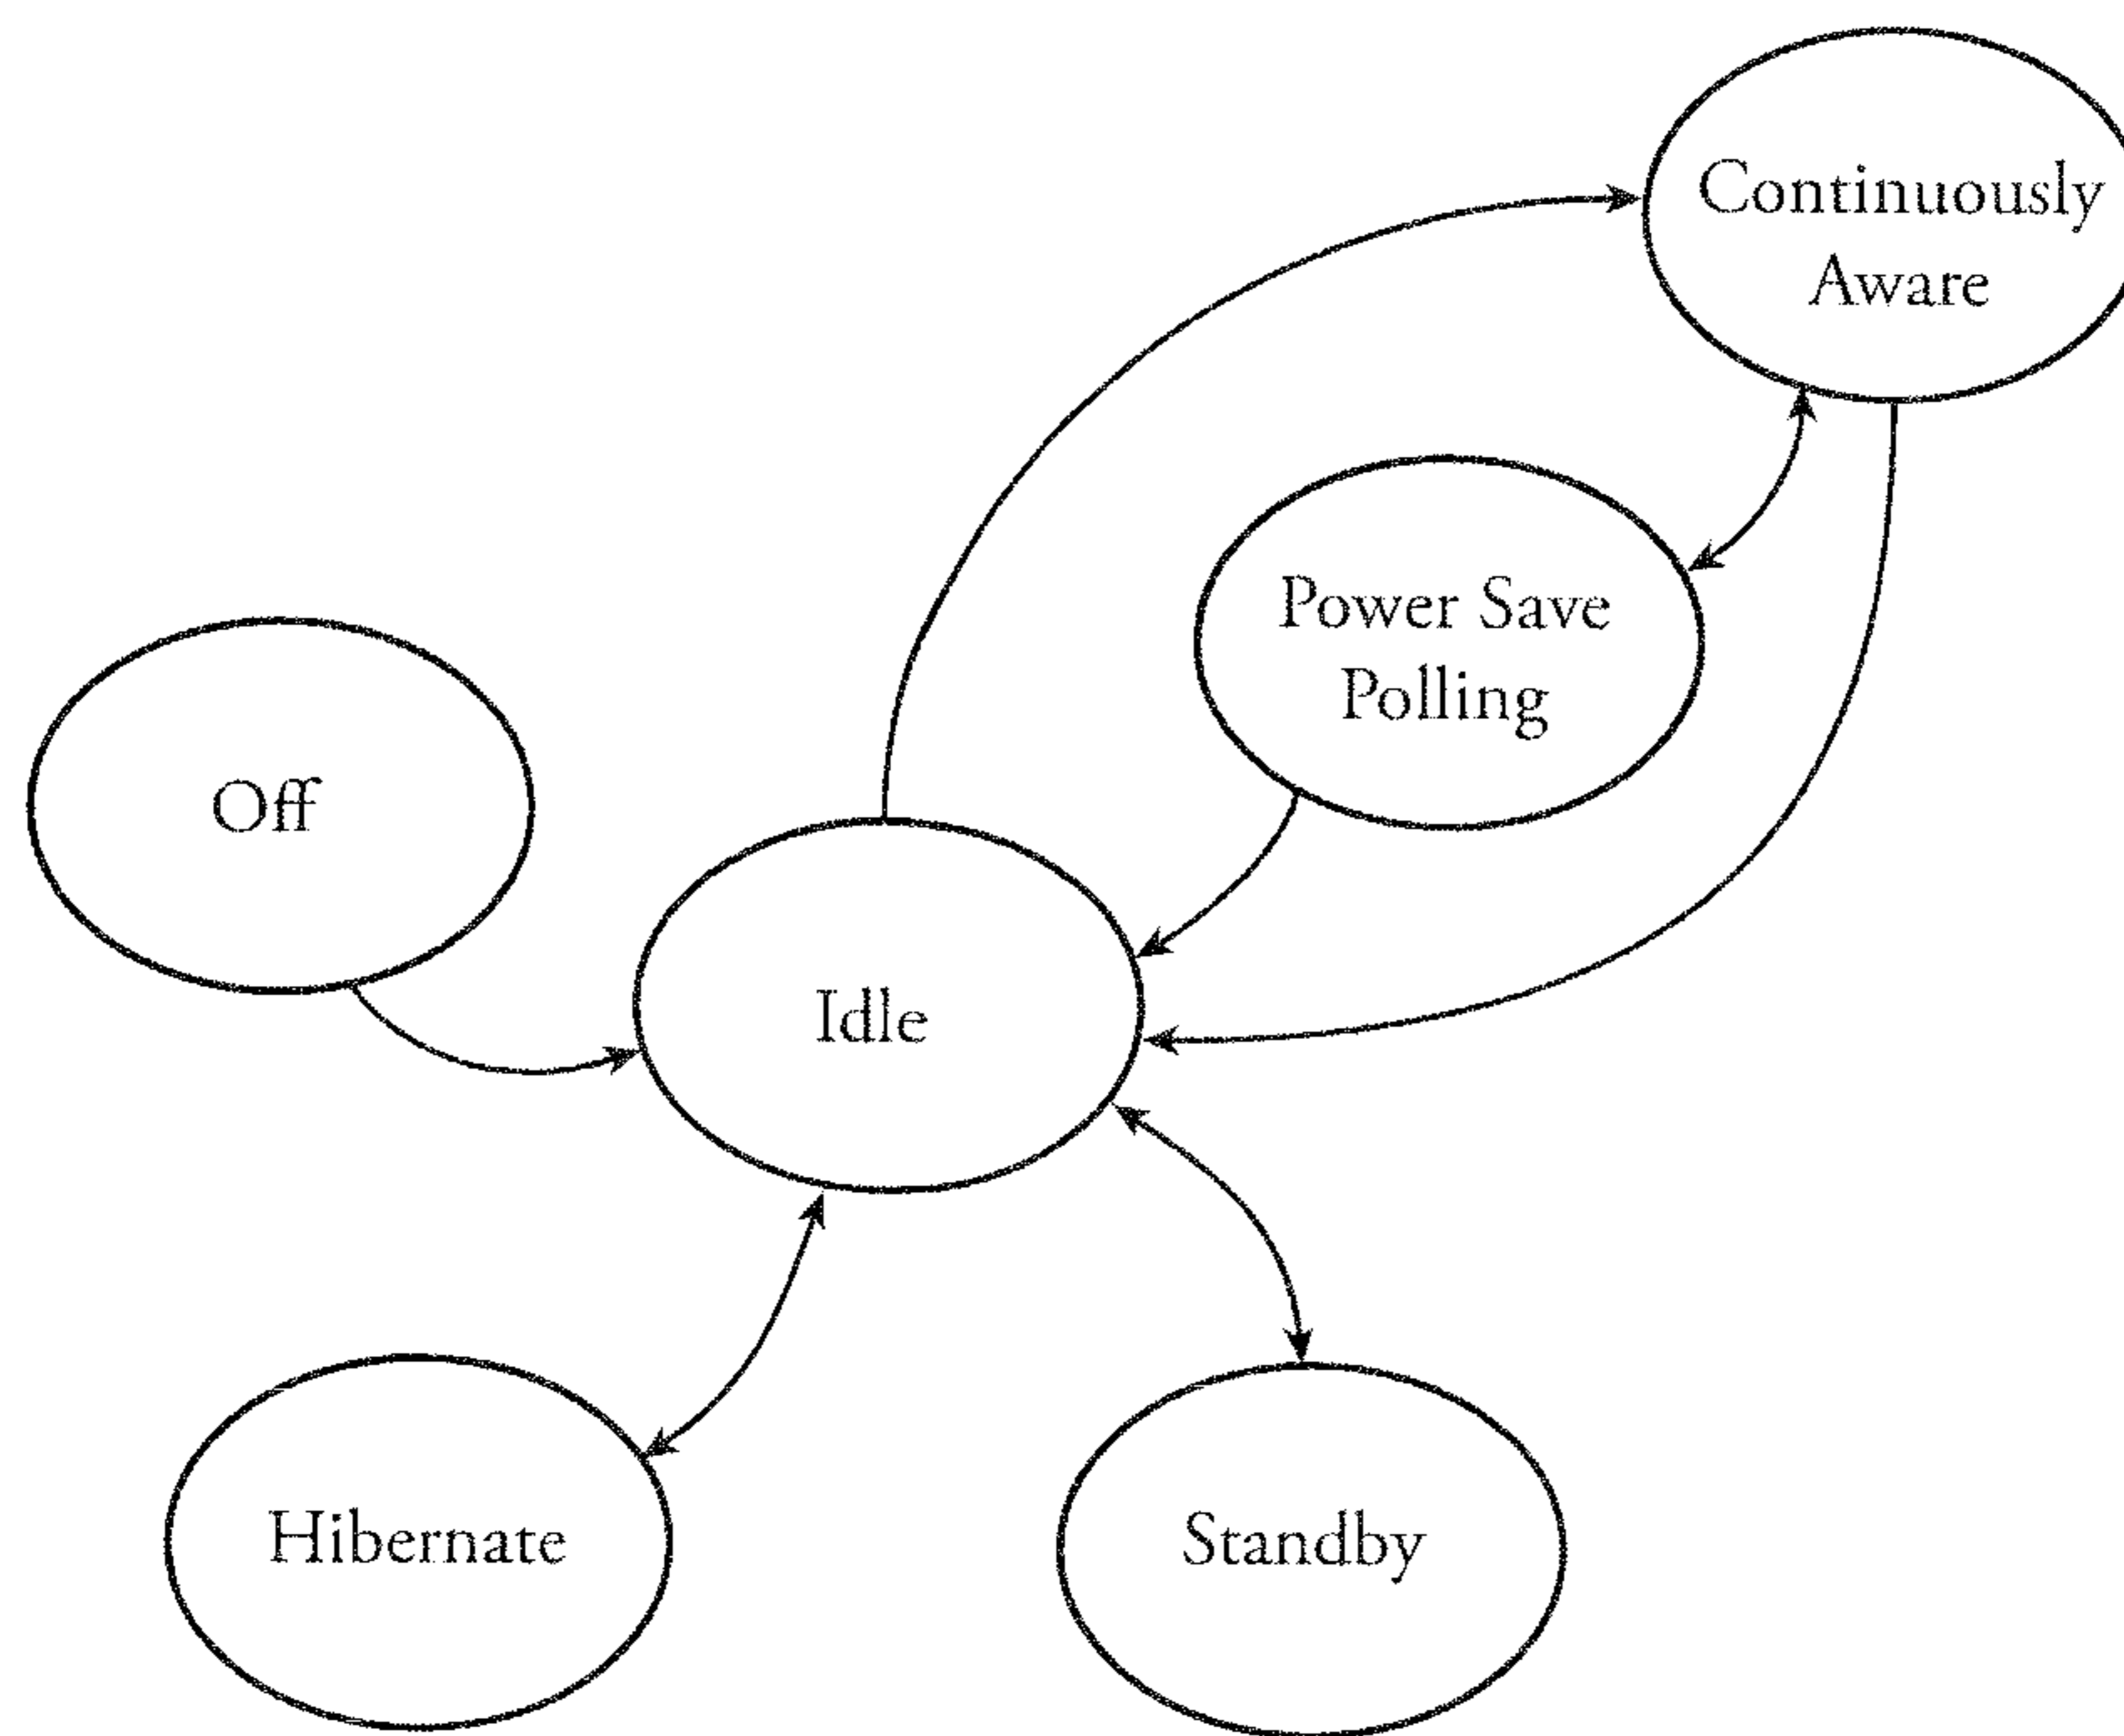 Continuously
Aware
Power Save
Polling
Off
Idle
Hibernate
Standby